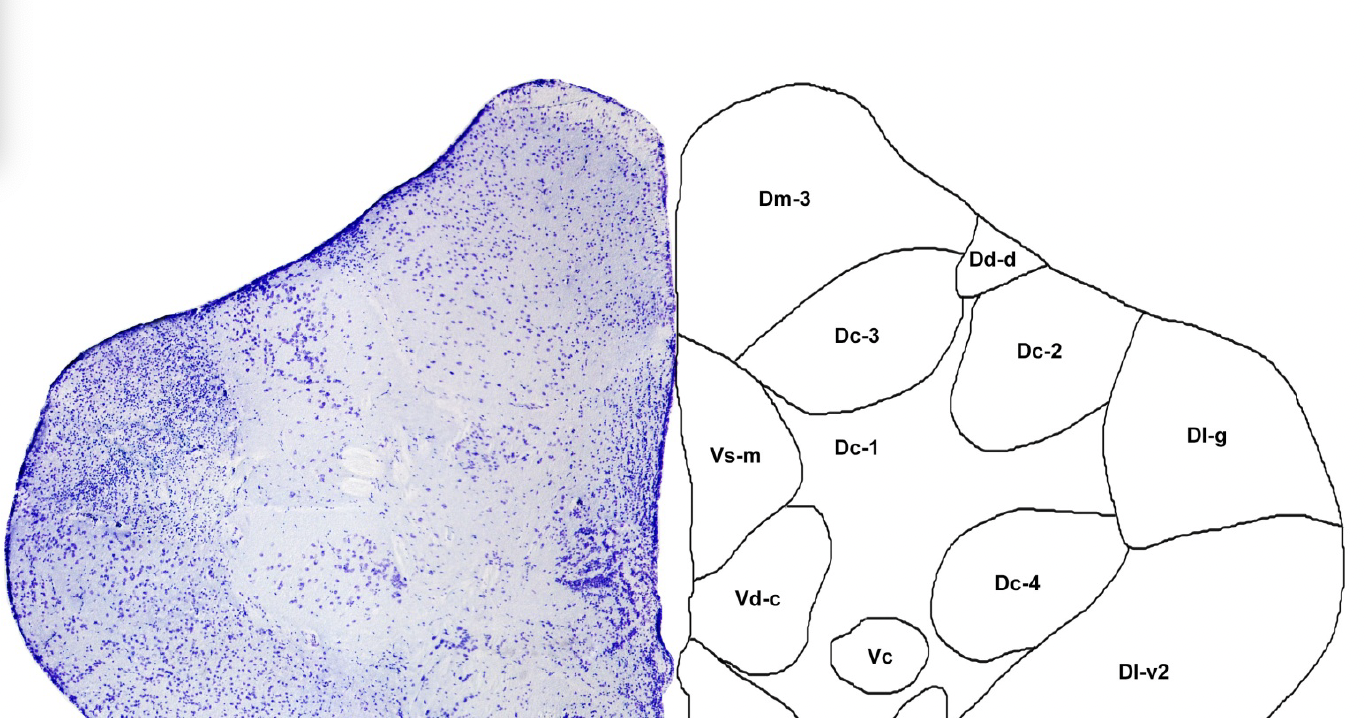 Dm-3
Dd-d
Dc-3
Dc-2
Dl-g
Vs-m
Dc-1
Dc-4
Vd-c
Vc
Dl-v2